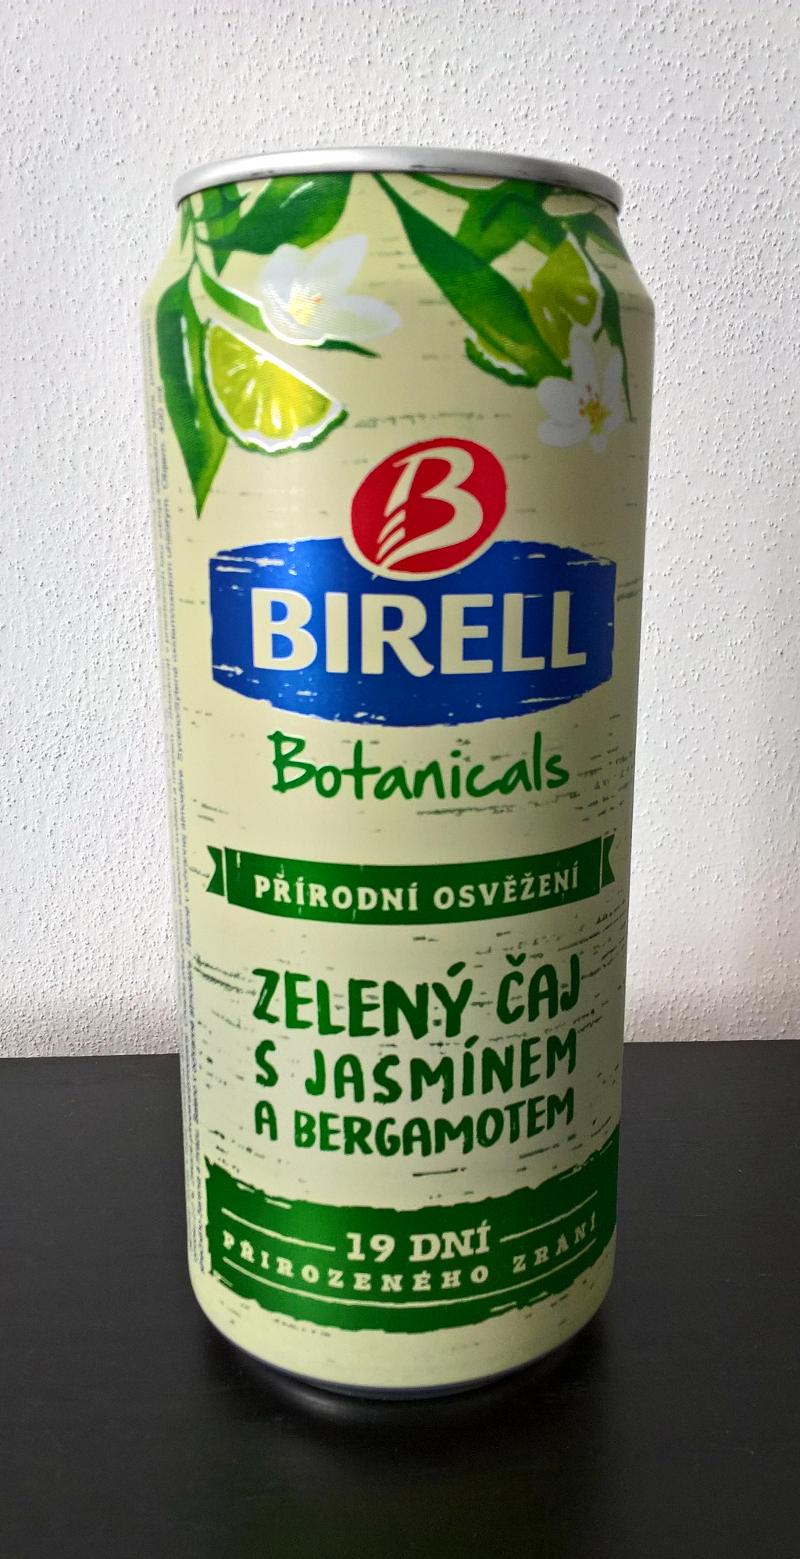 B
BIRELL
Botanicals
PŘÍRODNÍ OSVĚŽENÍ
ZELENÝ ČAJ
S JASMÍNEM
A BERGAMOTEM
19 DNÍ
PŘIROZENÉHO ZRÁNÍ